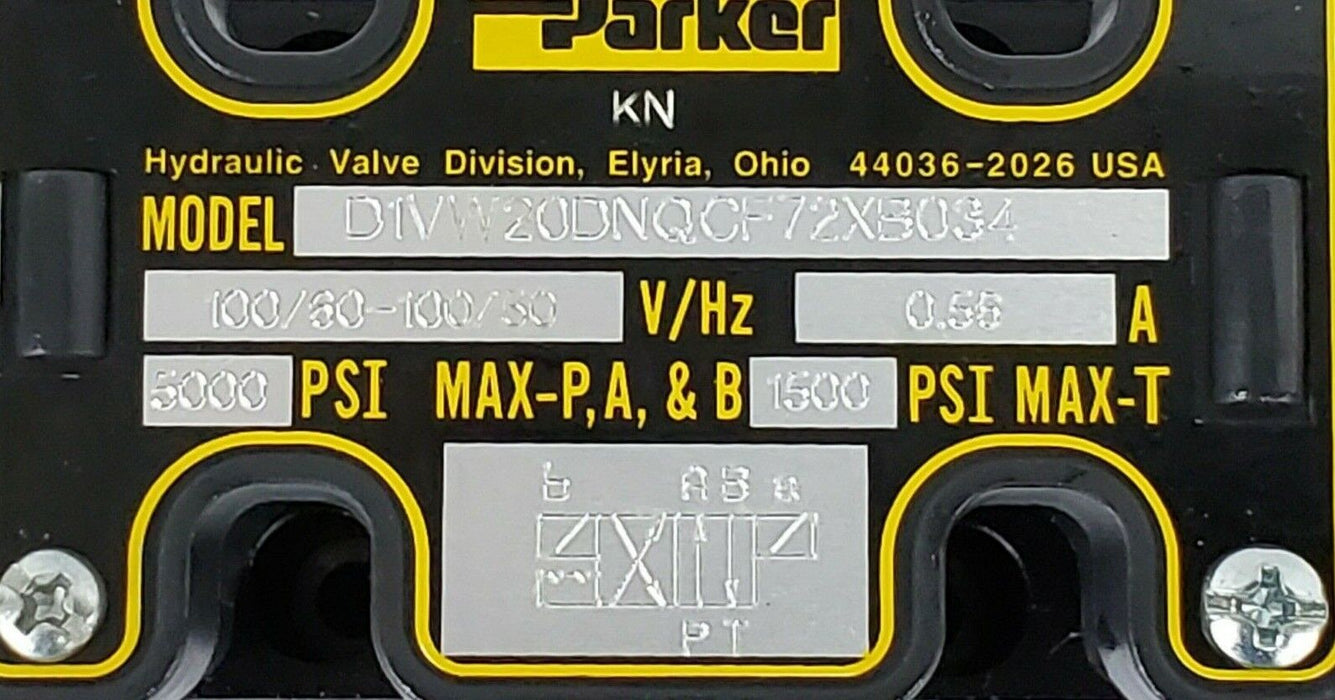 Parker
KN
Hydraulic Valve Division, Elyria, Ohio 44036-2026 USA
MODEL D1VW20DNQCF72XB034
100/60-100/50 V/Hz 0.56 A
5000 PSI MAX-P, A, & B 1500 PSI MAX-T
b A B a
P T